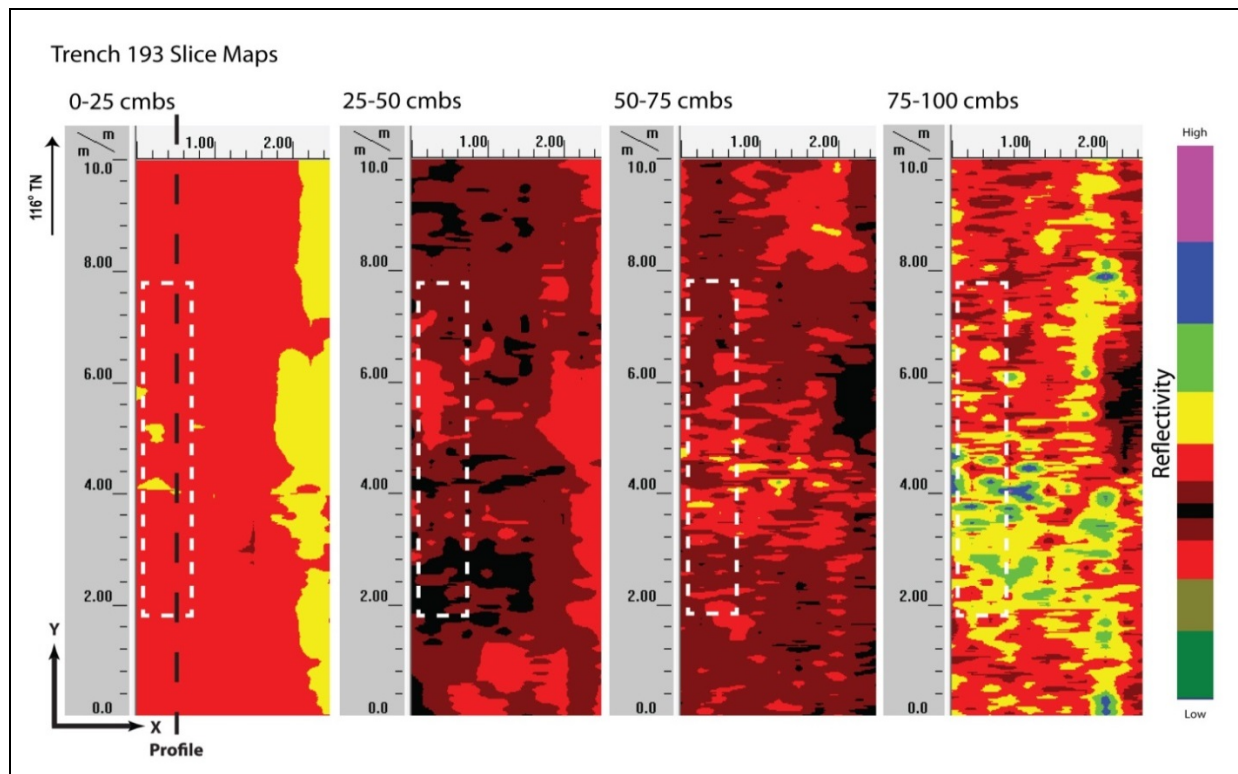 Trench 193 Slice Maps
0-25 cmbs
25-50 cmbs
50-75 cmbs
75-100 cmbs
m
m
1.00
2.00
m
m
1.00
2.00
m
m
1.00
2.00
m
m
1.00
2.00
High
116° TN
10.0
8.00
6.00
4.00
2.00
0.0
10.0
8.00
6.00
4.00
2.00
0.0
10.0
8.00
6.00
4.00
2.00
0.0
10.0
8.00
6.00
4.00
2.00
0.0
Reflectivity
Low
Y
X
Profile